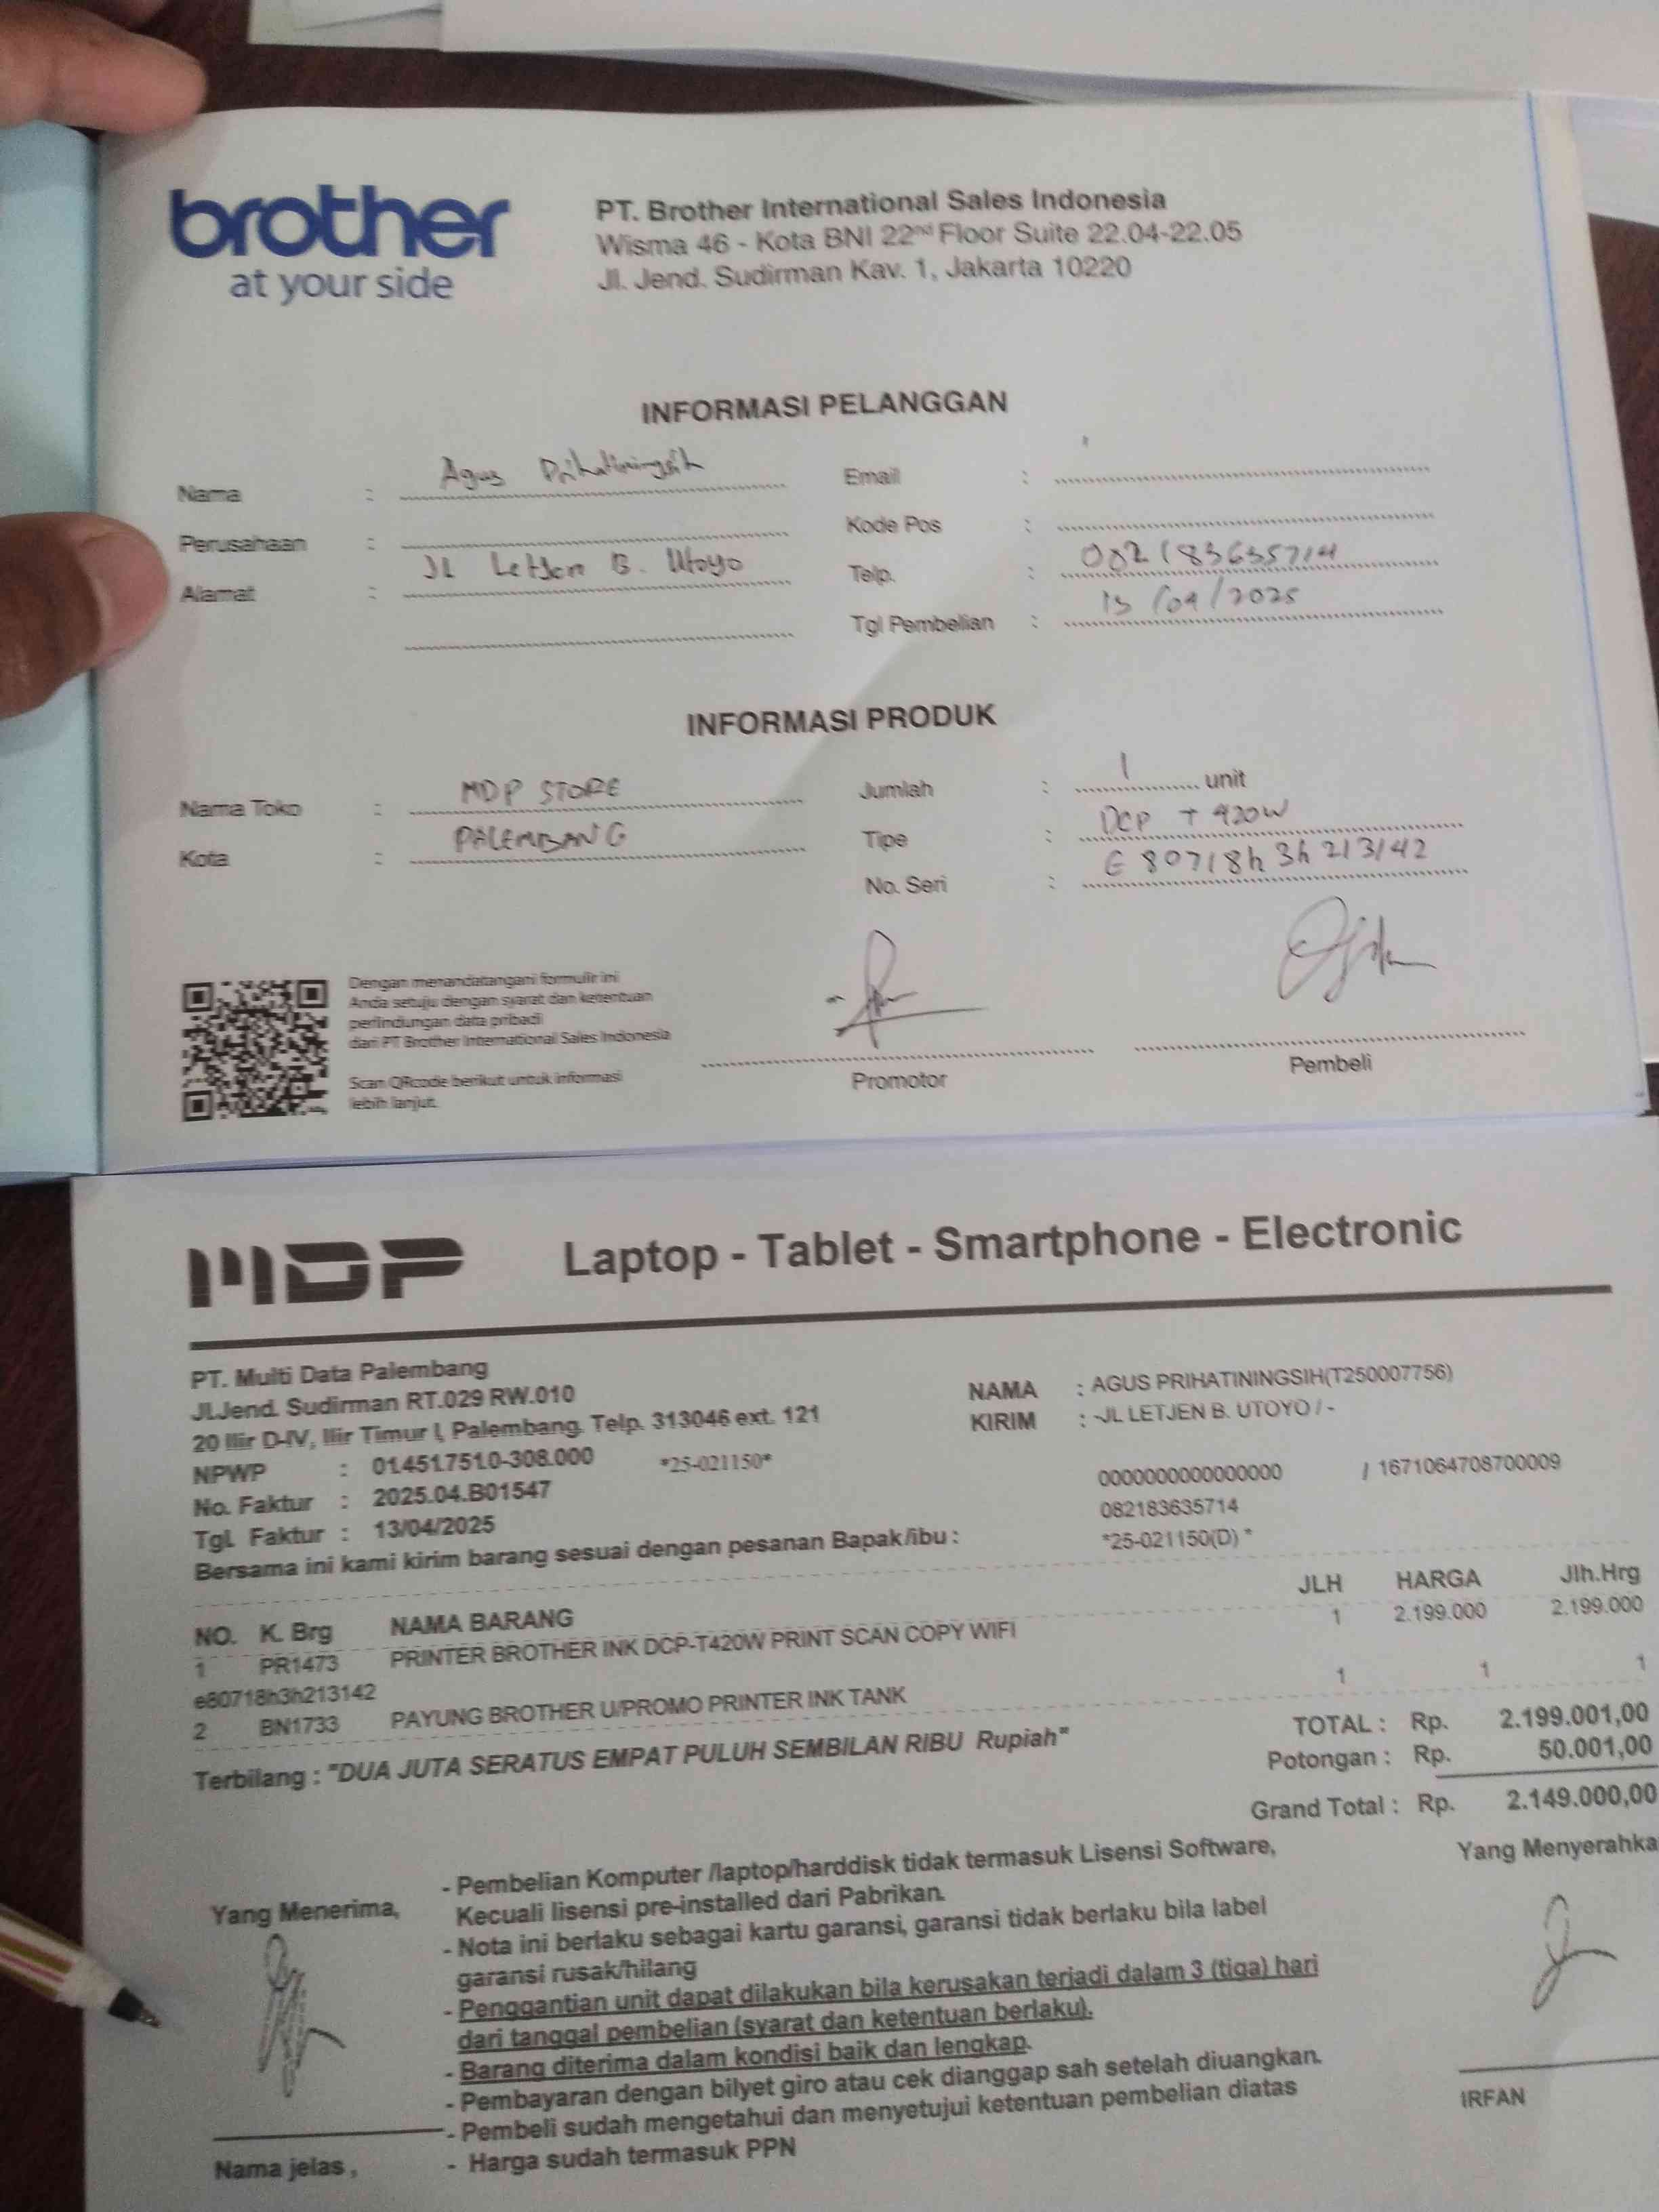 brother
at your side
PT. Brother International Sales Indonesia
Wisma 46 - Kota BNI 22nd Floor Suite 22.04-22.05
Jl. Jend. Sudirman Kav. 1, Jakarta 10220
INFORMASI PELANGGAN
Nama : Agus Prihatiningsih
Perusahaan :
Alamat : JL Letjen B. Utoyo
Email :
Kode Pos :
Telp. : 082183635714
Tgl Pembelian : 13/04/2025
INFORMASI PRODUK
Nama Toko : MDP STORE
Kota : PALEMBANG
Jumlah : 1 unit
Tipe : DCP T 420W
No. Seri : E 80718h 3h 213142
Dengan menandatangani formulir ini
Anda setuju dengan syarat dan ketentuan
perlindungan data pribadi
dari PT Brother International Sales Indonesia
Scan QRcode berikut untuk informasi
lebih lanjut.
Promotor
Pembeli
MDP Laptop - Tablet - Smartphone - Electronic
PT. Multi Data Palembang
Jl.Jend. Sudirman RT.029 RW.010
20 Ilir D-IV, Ilir Timur I, Palembang. Telp. 313046 ext. 121
NPWP : 01.451.751.0-308.000 *25-021150*
No. Faktur : 2025.04.B01547
Tgl. Faktur : 13/04/2025
Bersama ini kami kirim barang sesuai dengan pesanan Bapak/ibu :
NAMA : AGUS PRIHATININGSIH(T250007756)
KIRIM : -JL LETJEN B. UTOYO / -
0000000000000000 / 1671064708700009
082183635714
*25-021150(D) *
NO. K. Brg NAMA BARANG JLH HARGA Jlh.Hrg
1 PR1473 PRINTER BROTHER INK DCP-T420W PRINT SCAN COPY WIFI 1 2.199.000 2.199.000
e80718h3h213142
2 BN1733 PAYUNG BROTHER U/PROMO PRINTER INK TANK 1 1 1
Terbilang : "DUA JUTA SERATUS EMPAT PULUH SEMBILAN RIBU Rupiah"
TOTAL : Rp. 2.199.001,00
Potongan : Rp. 50.001,00
Grand Total : Rp. 2.149.000,00
Yang Menerima,
- Pembelian Komputer /laptop/harddisk tidak termasuk Lisensi Software,
Kecuali lisensi pre-installed dari Pabrikan.
- Nota ini berlaku sebagai kartu garansi, garansi tidak berlaku bila label
garansi rusak/hilang
- Penggantian unit dapat dilakukan bila kerusakan terjadi dalam 3 (tiga) hari
dari tanggal pembelian (syarat dan ketentuan berlaku).
- Barang diterima dalam kondisi baik dan lengkap.
- Pembayaran dengan bilyet giro atau cek dianggap sah setelah diuangkan.
- Pembeli sudah mengetahui dan menyetujui ketentuan pembelian diatas
- Harga sudah termasuk PPN
Nama jelas ,
Yang Menyerahka
IRFAN